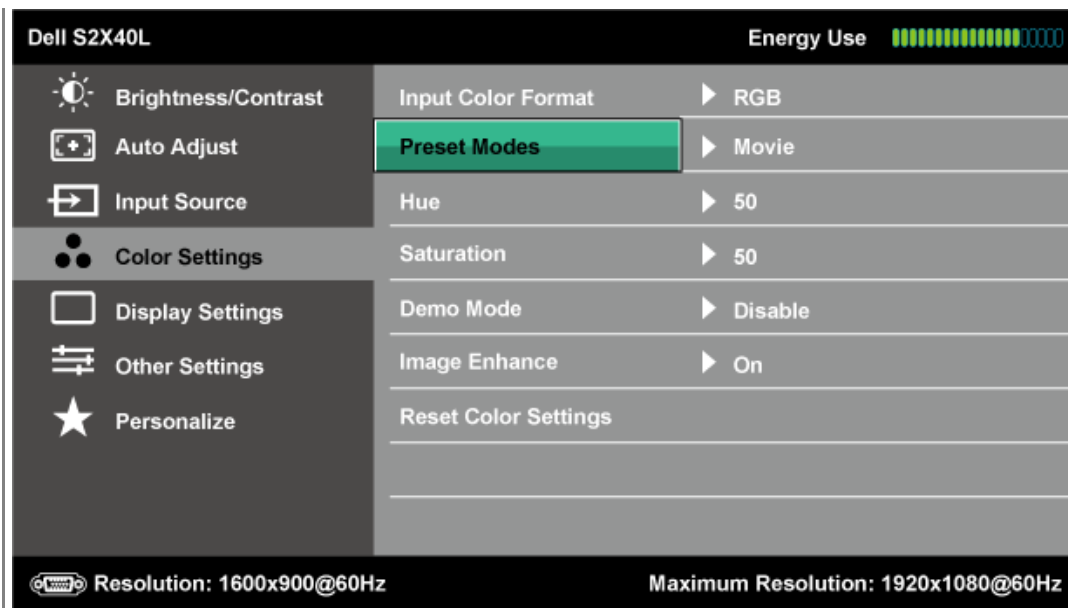 Dell S2X40L Energy Use
Brightness/Contrast
Auto Adjust
Input Source
Color Settings
Display Settings
Other Settings
Personalize
Input Color Format RGB
Preset Modes Movie
Hue 50
Saturation 50
Demo Mode Disable
Image Enhance On
Reset Color Settings
Resolution: 1600x900@60Hz Maximum Resolution: 1920x1080@60Hz